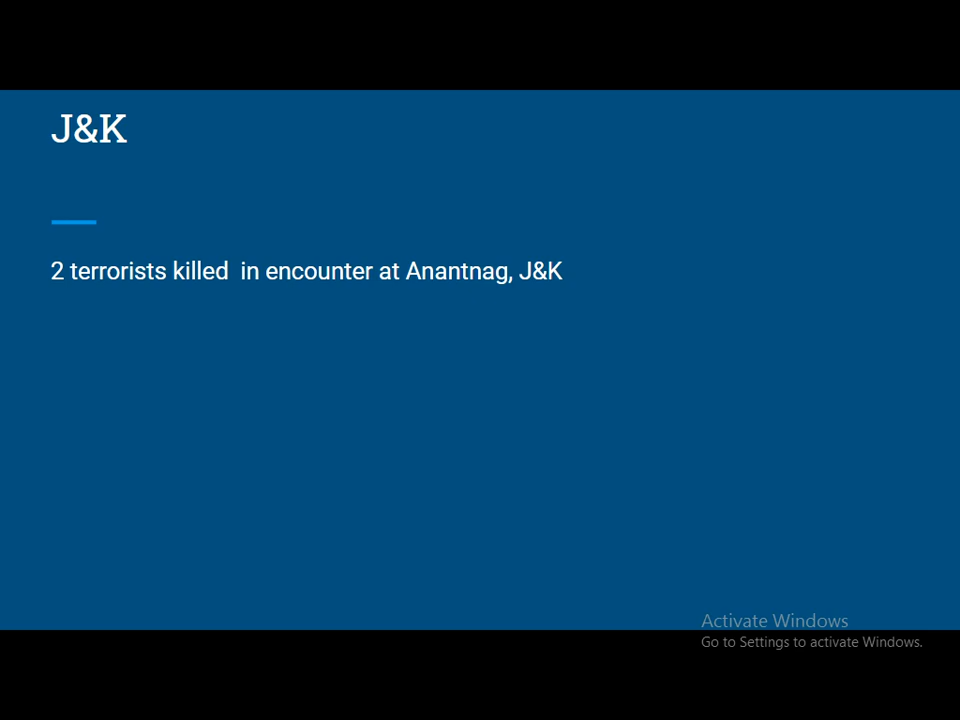 J&K
2 terrorists killed  in encounter at Anantnag, J&K
Activate Windows
Go to Settings to activate Windows.